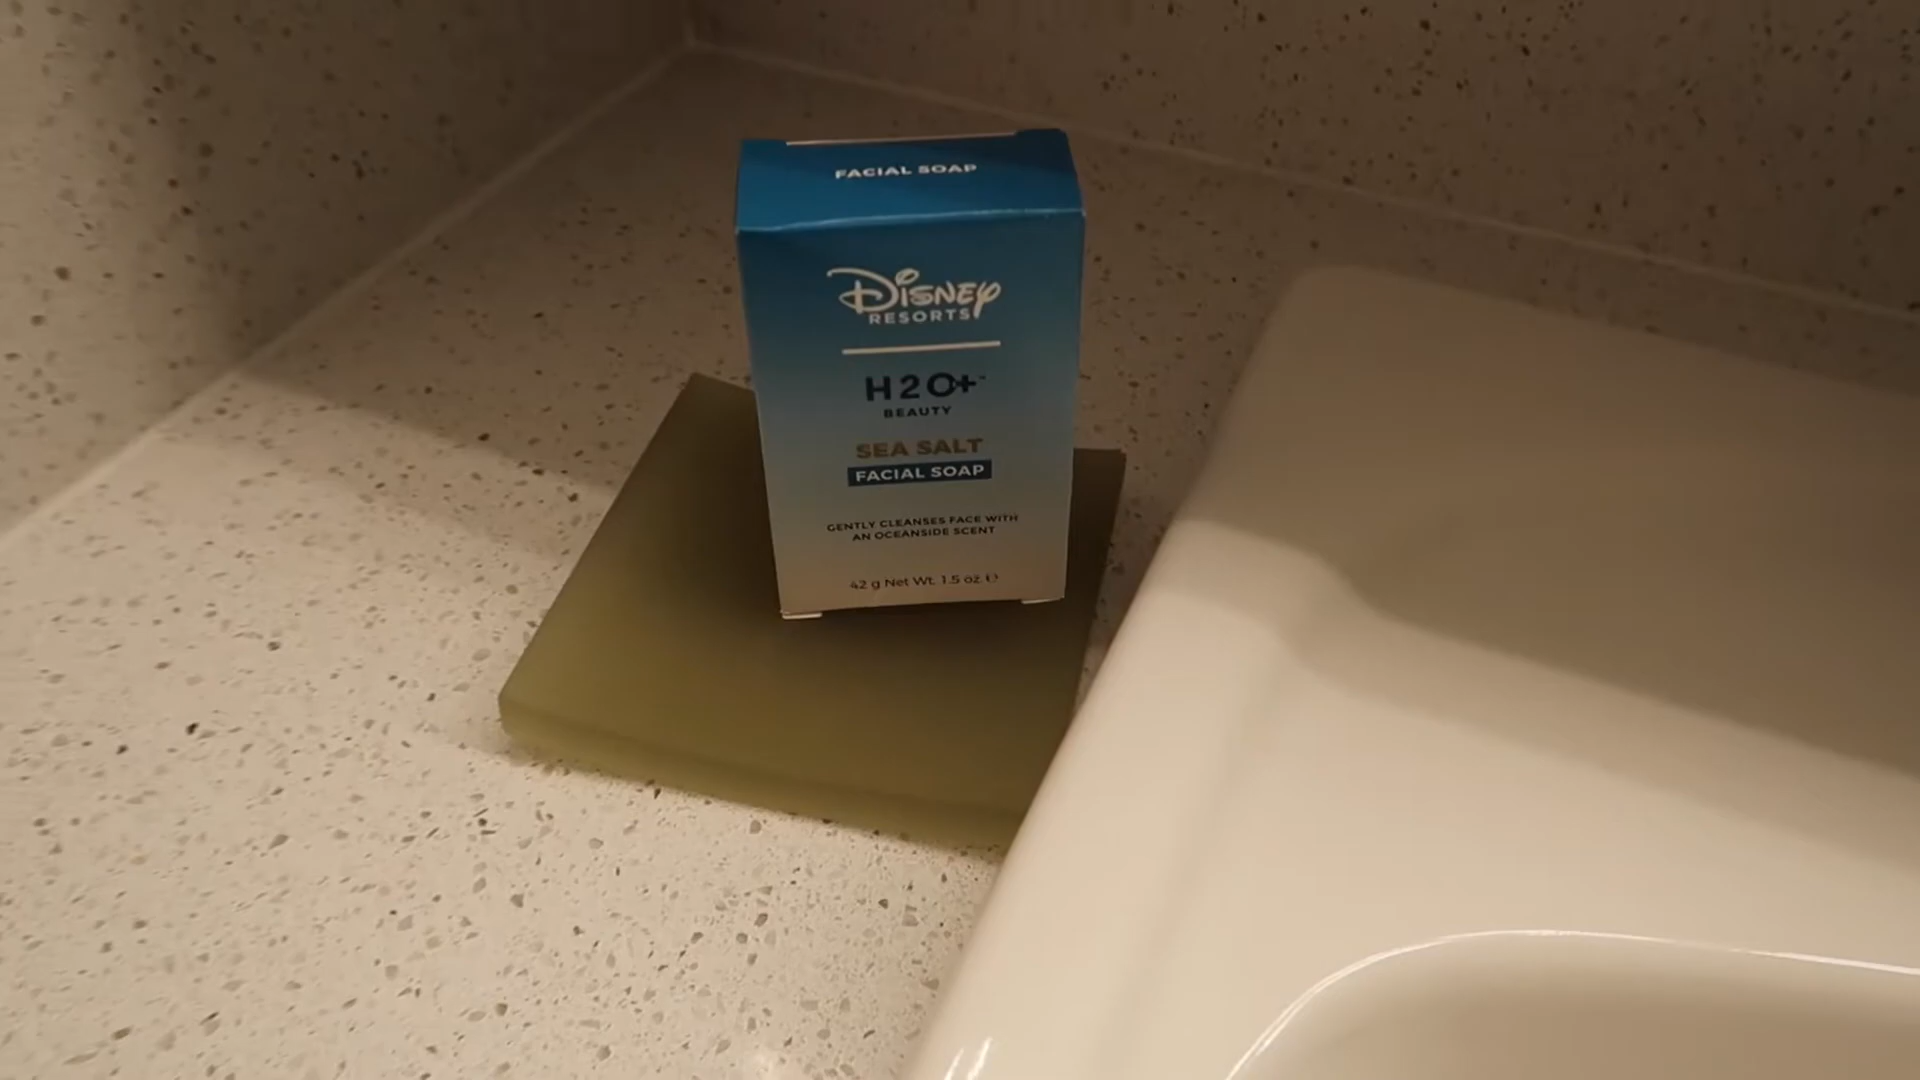 FACIAL SOAP
Disney
RESORTS
H2O+™
BEAUTY
SEA SALT
FACIAL SOAP
GENTLY CLEANSES FACE WITH
AN OCEANSIDE SCENT
42 g Net Wt. 1.5 oz. ℮